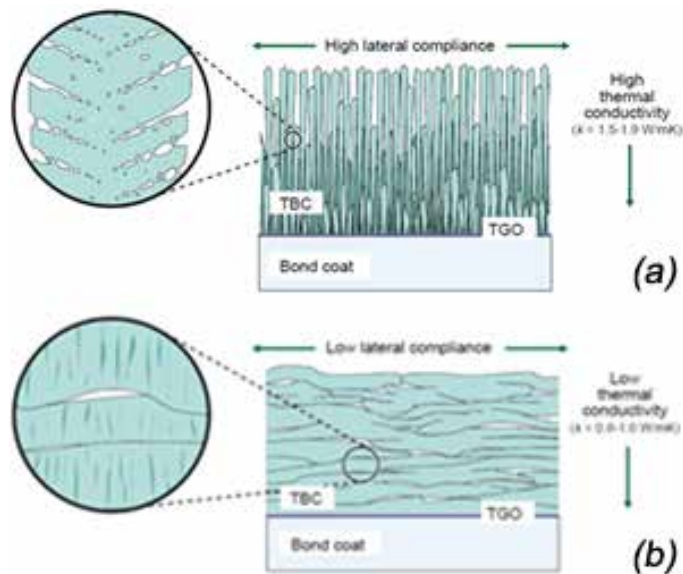 High lateral compliance
High
thermal
conductivity
(k = 1.5-1.9 W/mK)
TBC
TGO
Bond coat
(a)
Low lateral compliance
Low
thermal
conductivity
(k = 0.8-1.0 W/mK)
TBC
TGO
Bond coat
(b)